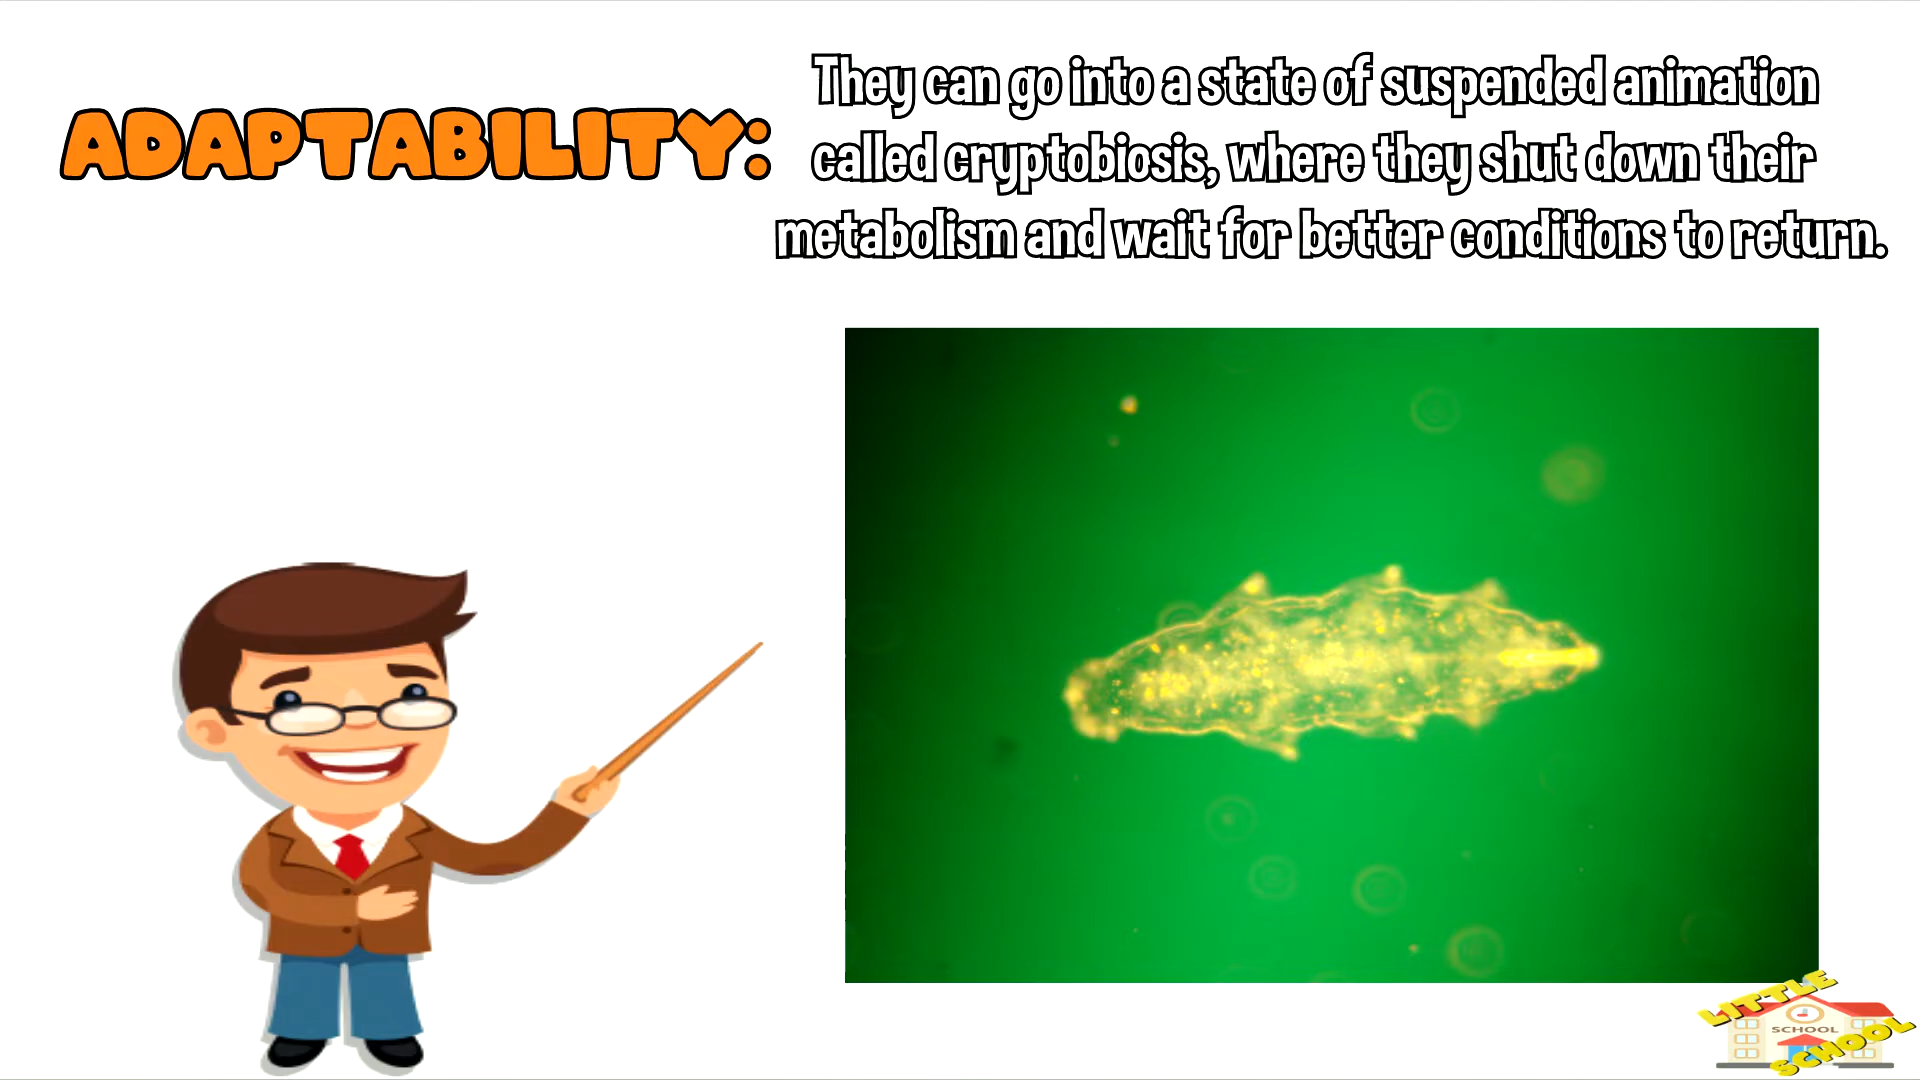 ADAPTABILITY:
They can go into a state of suspended animation
called cryptobiosis, where they shut down their
metabolism and wait for better conditions to return.
LITTLE
SCHOOL
SCHOOL